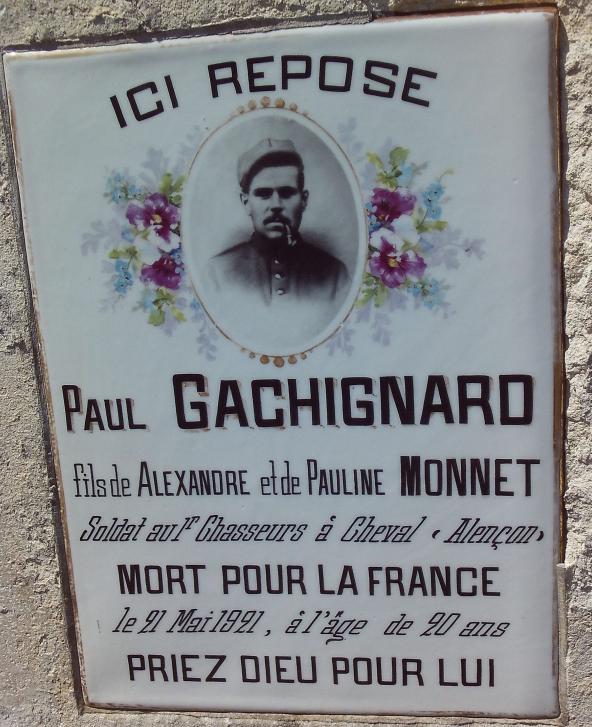 ICI REPOSE
PAUL GACHIGNARD
fils de ALEXANDRE et de PAULINE MONNET
Soldat au 1r Chasseurs à Cheval ‹ Alençon›
MORT POUR LA FRANCE
le 21 Mai 1921, à l'âge de 20 ans
PRIEZ DIEU POUR LUI